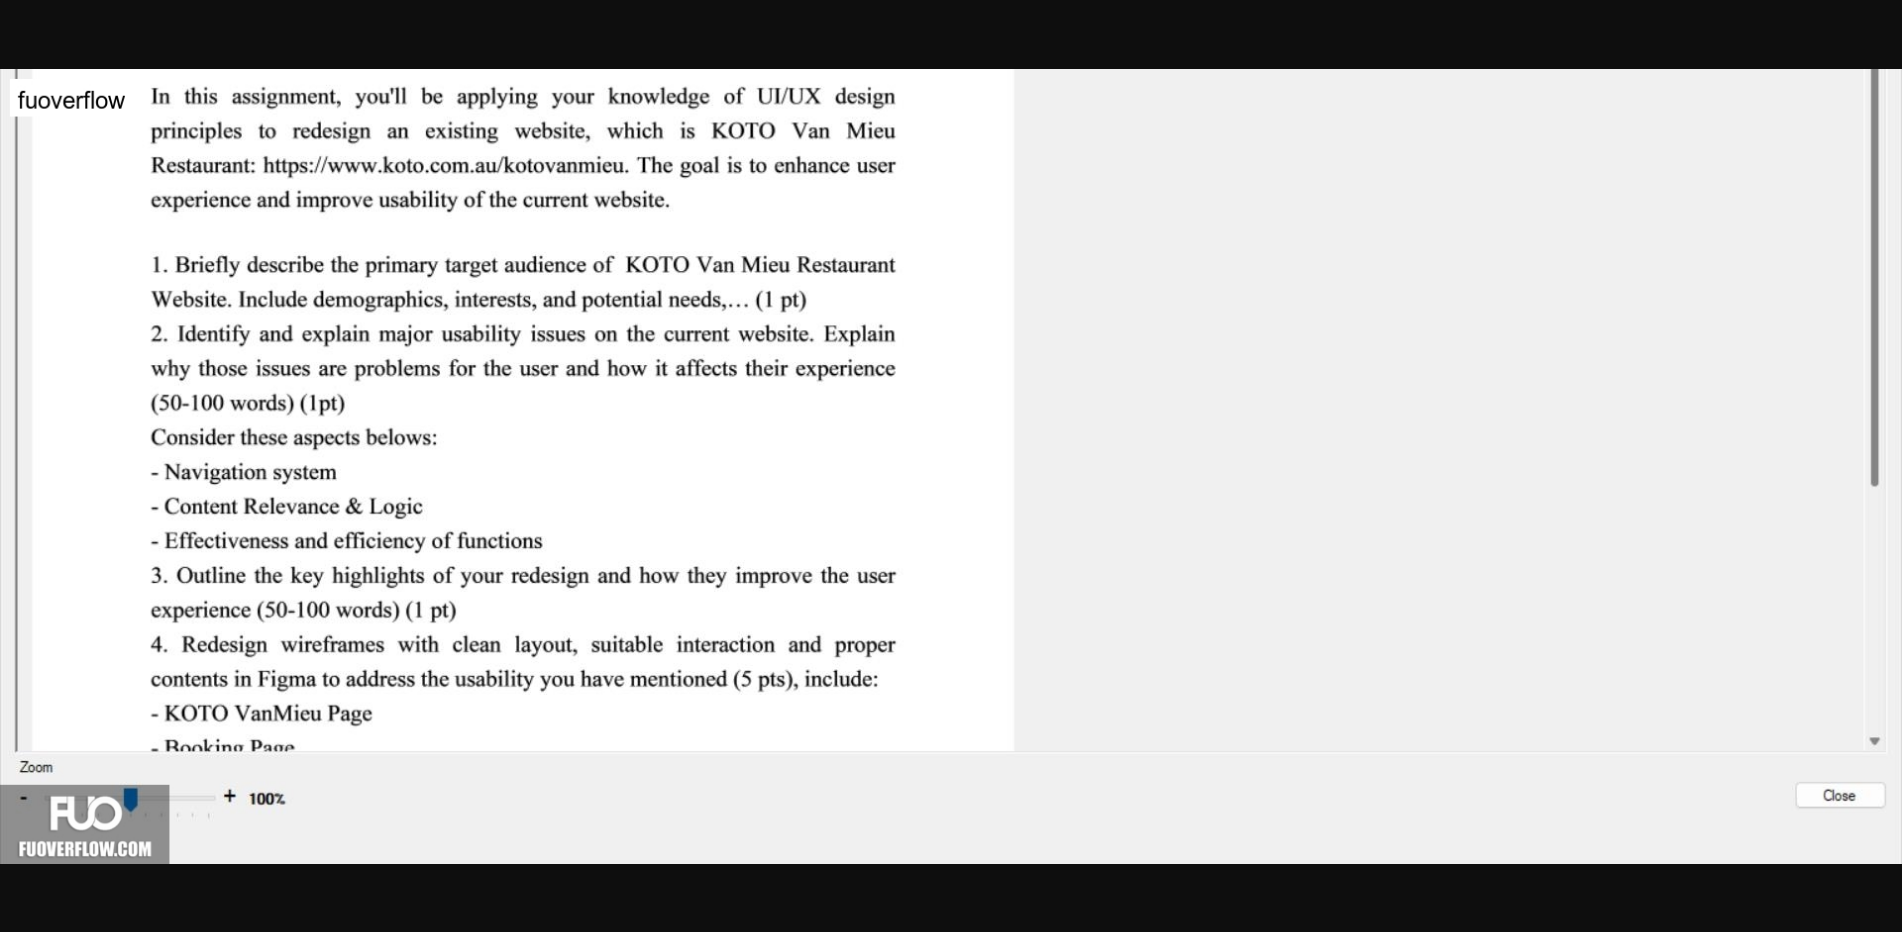 fuoverflow
In this assignment, you'll be applying your knowledge of UI/UX design
principles to redesign an existing website, which is KOTO Van Mieu
Restaurant: https://www.koto.com.au/kotovanmieu. The goal is to enhance user
experience and improve usability of the current website.
1. Briefly describe the primary target audience of KOTO Van Mieu Restaurant
Website. Include demographics, interests, and potential needs,… (1 pt)
2. Identify and explain major usability issues on the current website. Explain
why those issues are problems for the user and how it affects their experience
(50-100 words) (1pt)
Consider these aspects belows:
- Navigation system
- Content Relevance & Logic
- Effectiveness and efficiency of functions
3. Outline the key highlights of your redesign and how they improve the user
experience (50-100 words) (1 pt)
4. Redesign wireframes with clean layout, suitable interaction and proper
contents in Figma to address the usability you have mentioned (5 pts), include:
- KOTO VanMieu Page
- Booking Page
Zoom
- + 100%
Close
FUO
FUOVERFLOW.COM